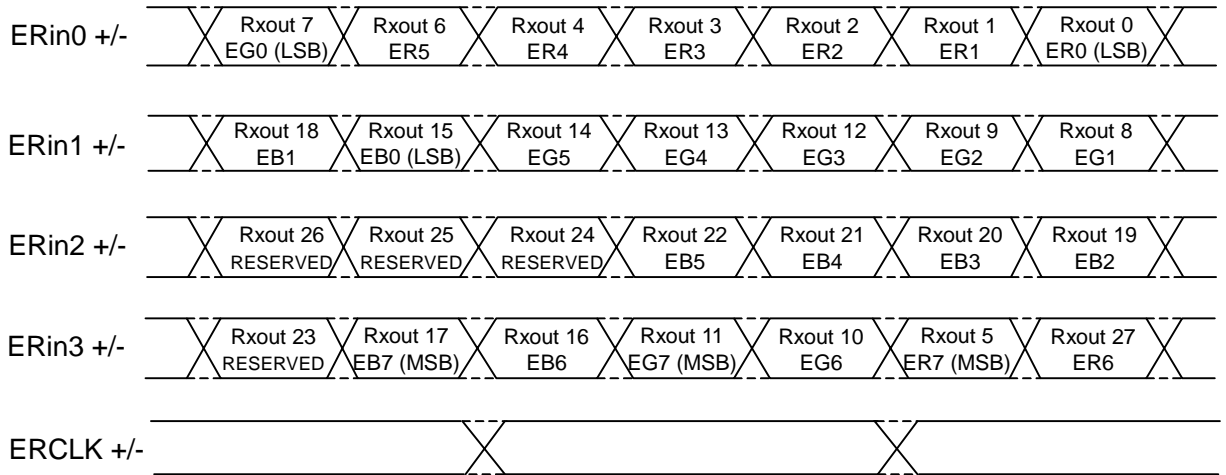 ERin0 +/-
Rxout 7 Rxout 6 Rxout 4 Rxout 3 Rxout 2 Rxout 1 Rxout 0
EG0 (LSB) ER5 ER4 ER3 ER2 ER1 ER0 (LSB)
ERin1 +/-
Rxout 18 Rxout 15 Rxout 14 Rxout 13 Rxout 12 Rxout 9 Rxout 8
EB1 EB0 (LSB) EG5 EG4 EG3 EG2 EG1
ERin2 +/-
Rxout 26 Rxout 25 Rxout 24 Rxout 22 Rxout 21 Rxout 20 Rxout 19
RESERVED RESERVED RESERVED EB5 EB4 EB3 EB2
ERin3 +/-
Rxout 23 Rxout 17 Rxout 16 Rxout 11 Rxout 10 Rxout 5 Rxout 27
RESERVED EB7 (MSB) EB6 EG7 (MSB) EG6 ER7 (MSB) ER6
ERCLK +/-